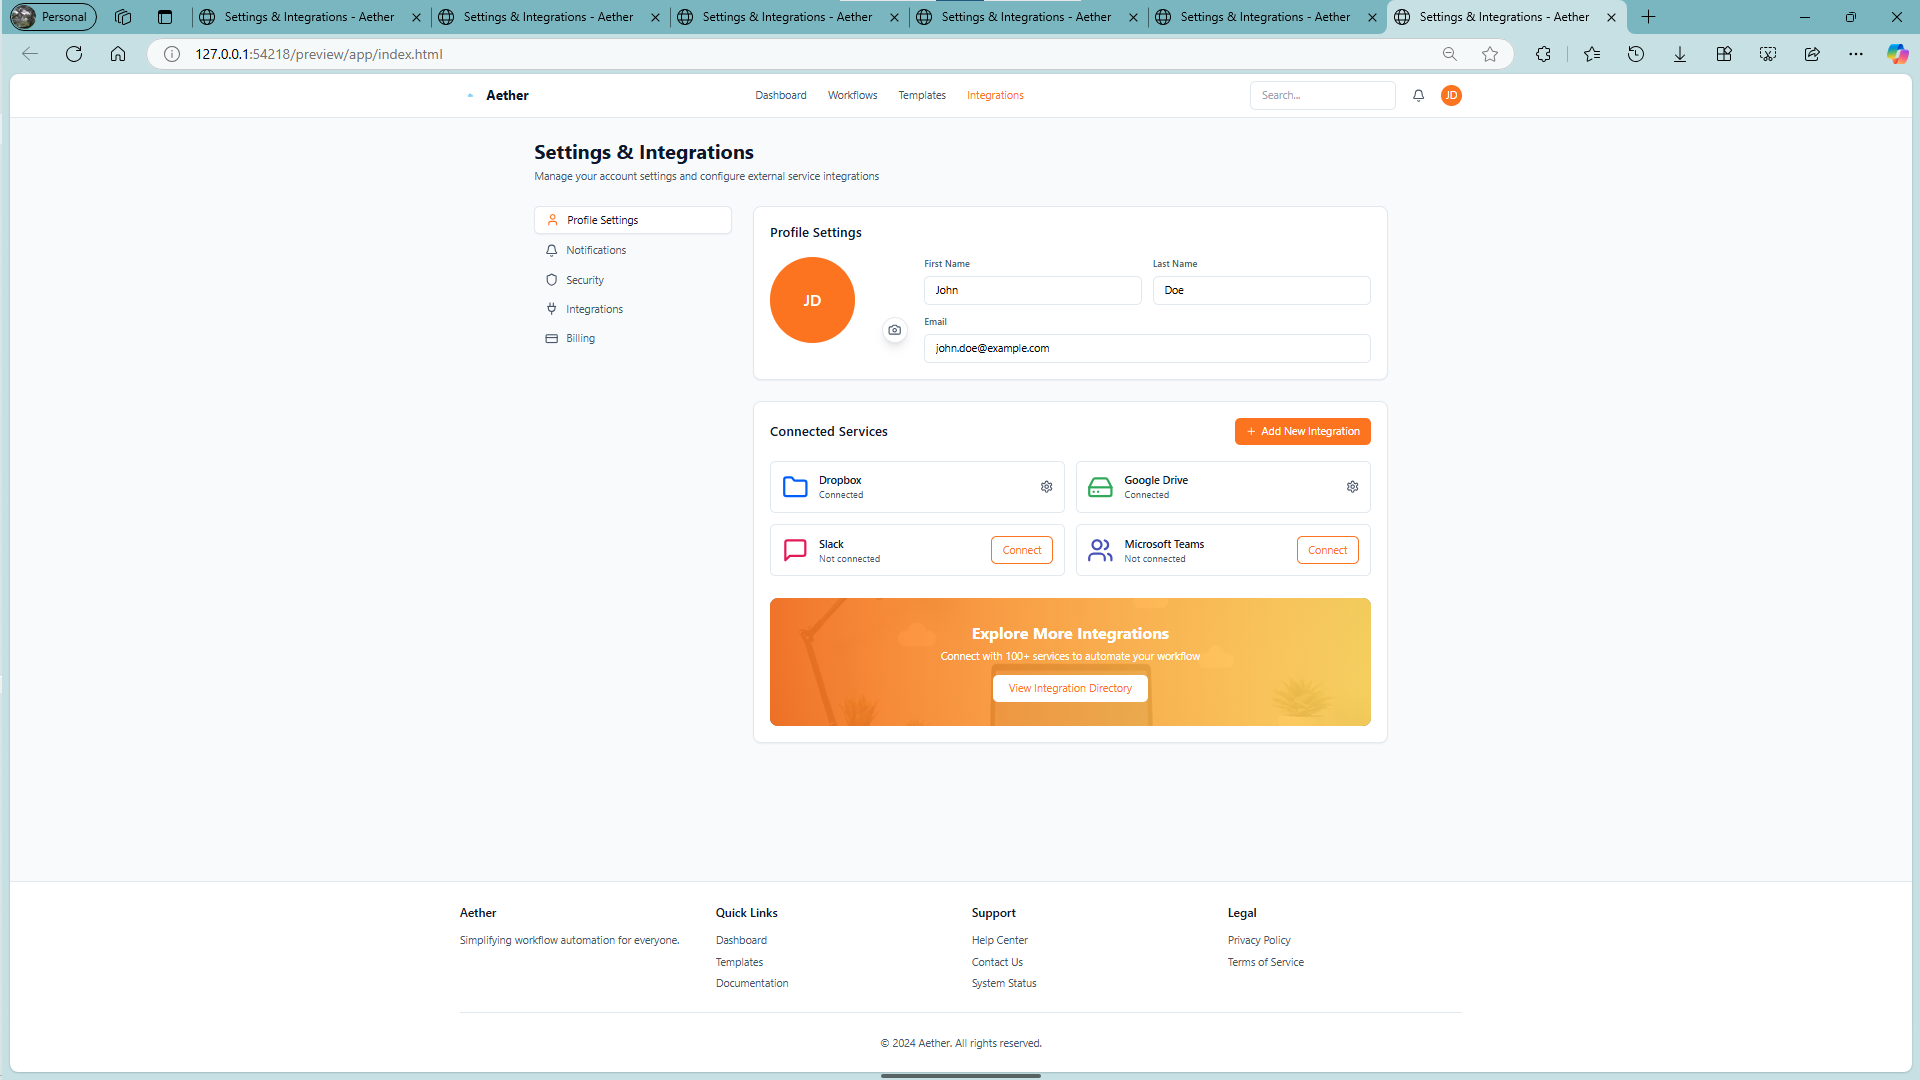 Personal
Settings & Integrations - Aether
Settings & Integrations - Aether
Settings & Integrations - Aether
Settings & Integrations - Aether
Settings & Integrations - Aether
Settings & Integrations - Aether
127.0.0.1:54218/preview/app/index.html
Aether
Dashboard
Workflows
Templates
Integrations
Search...
JD
Settings & Integrations
Manage your account settings and configure external service integrations
Profile Settings
Notifications
Security
Integrations
Billing
Profile Settings
JD
First Name
Last Name
John
Doe
Email
john.doe@example.com
Connected Services
+ Add New Integration
Dropbox
Connected
Google Drive
Connected
Slack
Not connected
Connect
Microsoft Teams
Not connected
Connect
Explore More Integrations
Connect with 100+ services to automate your workflow
View Integration Directory
Aether
Simplifying workflow automation for everyone.
Quick Links
Dashboard
Templates
Documentation
Support
Help Center
Contact Us
System Status
Legal
Privacy Policy
Terms of Service
© 2024 Aether. All rights reserved.